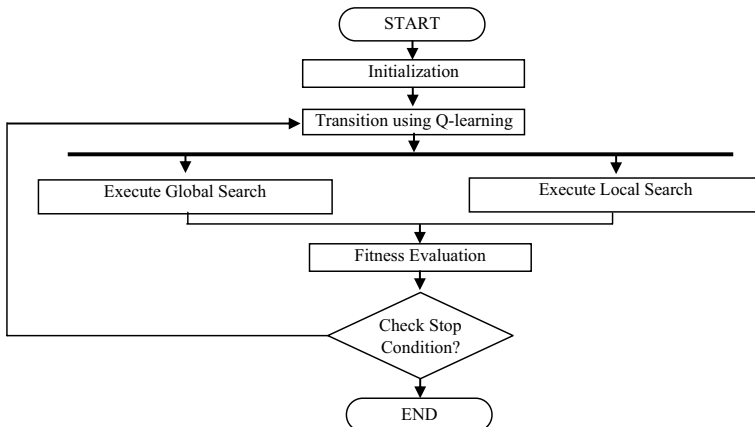 START
Initialization
Transition using Q-learning
Execute Global Search
Execute Local Search
Fitness Evaluation
Check Stop
Condition?
END